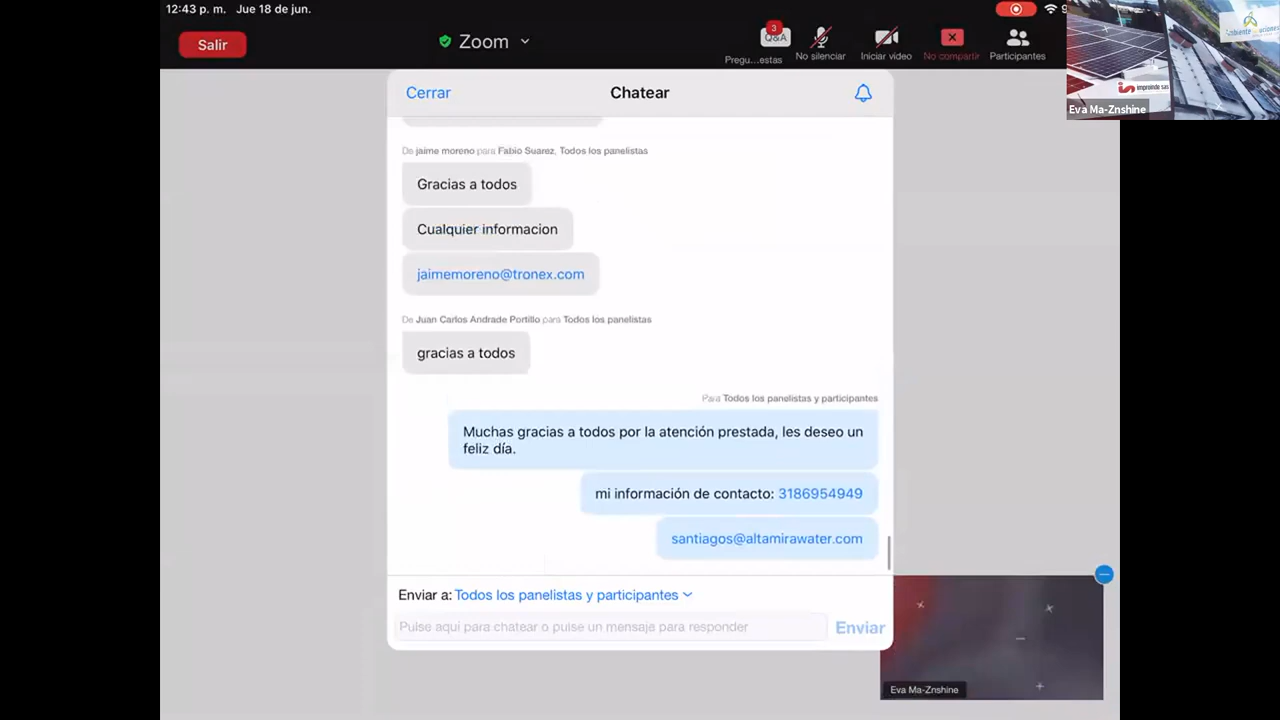 12:43 p. m. Jue 18 de jun.
Salir
Zoom
3
Q&A
Pregu...estas
No silenciar
Iniciar video
No compartir
Participantes
impreinde sas
Eva Ma-Znshine
Cerrar
Chatear
De jaime moreno para Fabio Suarez, Todos los panelistas
Gracias a todos
Cualquier informacion
jaimemoreno@tronex.com
De Juan Carlos Andrade Portillo para Todos los panelistas
gracias a todos
Para Todos los panelistas y participantes
Muchas gracias a todos por la atención prestada, les deseo un
feliz día.
mi información de contacto: 3186954949
santiagos@altamirawater.com
Enviar a: Todos los panelistas y participantes
Pulse aquí para chatear o pulse un mensaje para responder
Enviar
Eva Ma-Znshine